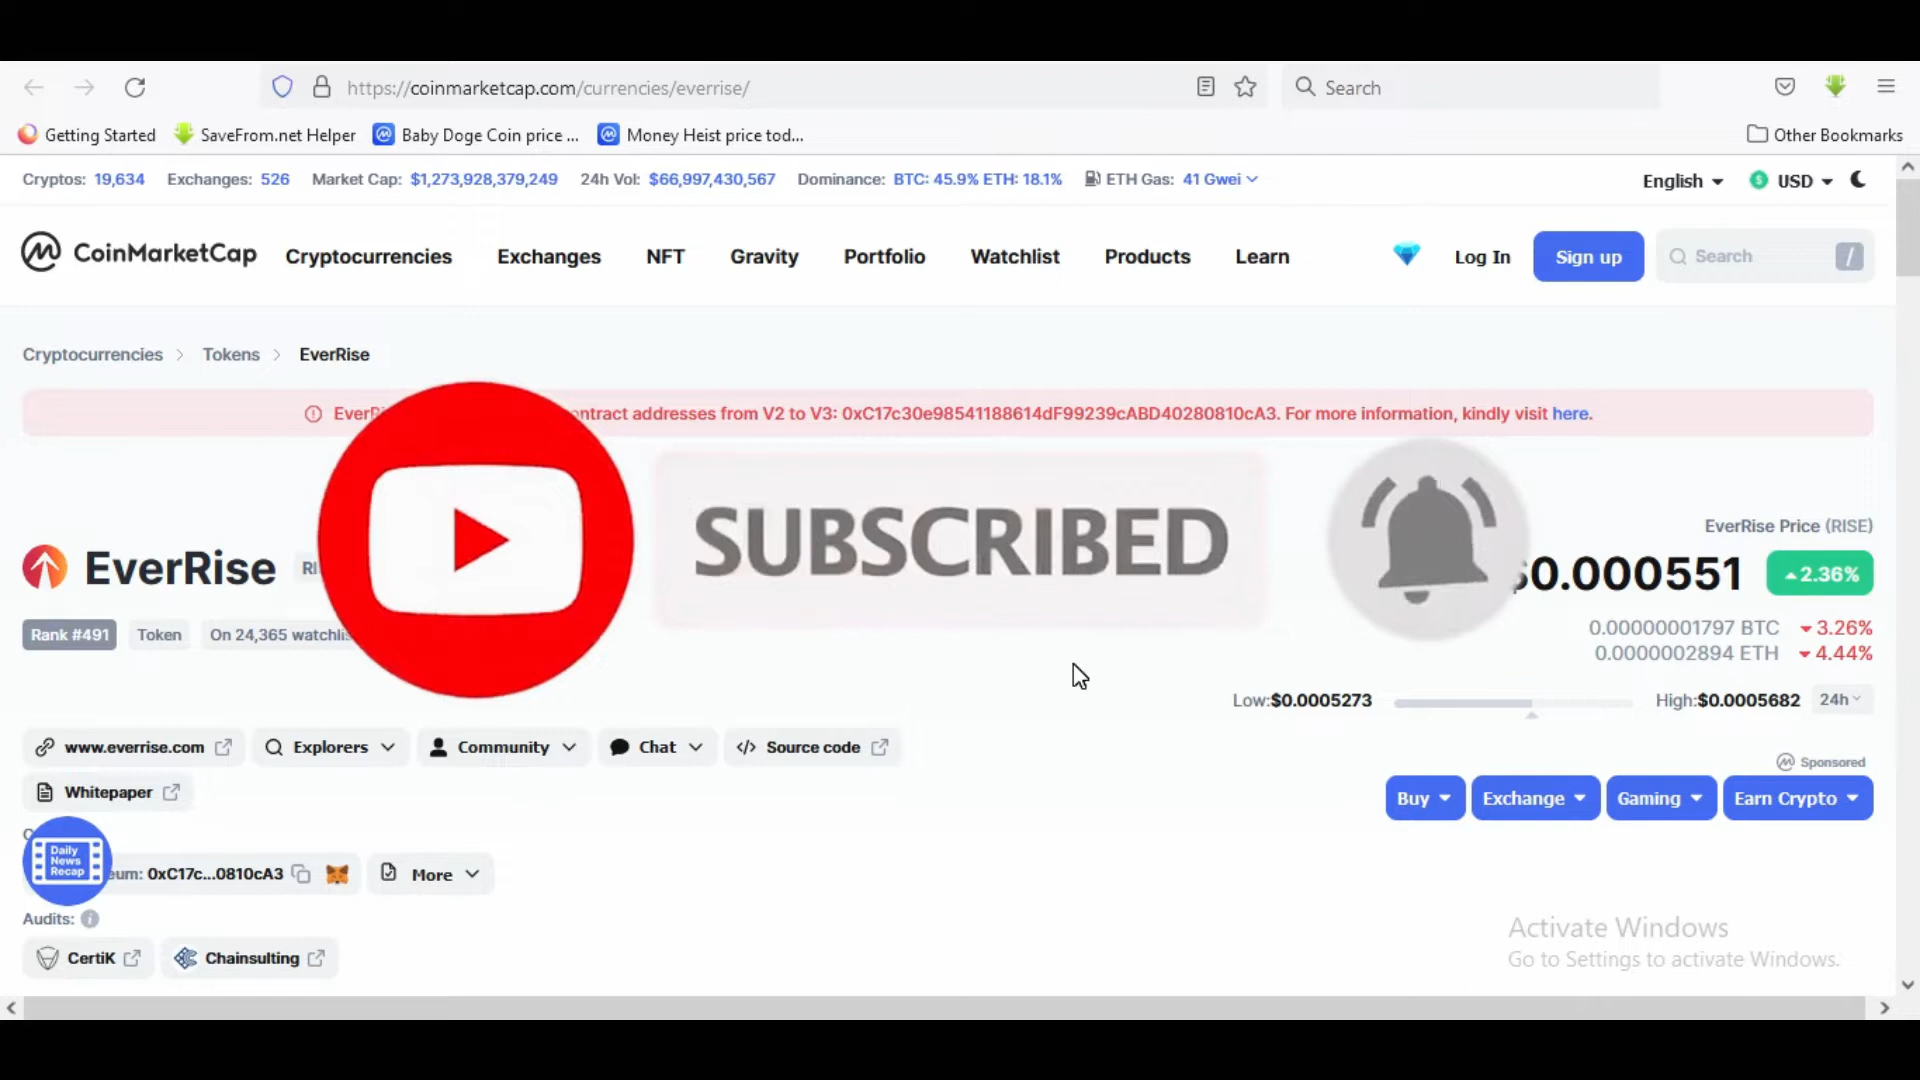 https://coinmarketcap.com/currencies/everrise/
Search
Getting Started
SaveFrom.net Helper
Baby Doge Coin price ...
Money Heist price tod...
Other Bookmarks
Cryptos: 19,634
Exchanges: 526
Market Cap: $1,273,928,379,249
24h Vol: $66,997,430,567
Dominance: BTC: 45.9% ETH: 18.1%
ETH Gas: 41 Gwei
English
USD
CoinMarketCap
Cryptocurrencies
Exchanges
NFT
Gravity
Portfolio
Watchlist
Products
Learn
Log In
Sign up
Search
/
Cryptocurrencies > Tokens > EverRise
ontract addresses from V2 to V3: 0xC17c30e98541188614dF99239cABD40280810cA3. For more information, kindly visit here.
SUBSCRIBED
EverRise Price (RISE)
EverRise
$0.000551
2.36%
Rank #491
Token
On 24,365
0.00000001797 BTC 3.26%
0.0000002894 ETH 4.44%
Low:$0.0005273
High:$0.0005682
24h
www.everrise.com
Explorers
Community
Chat
Source code
Sponsored
Whitepaper
Buy
Exchange
Gaming
Earn Crypto
Daily
News
Recap
eum: 0xC17c...0810cA3
More
Audits:
CertiK
Chainsulting
Activate Windows
Go to Settings to activate Windows.